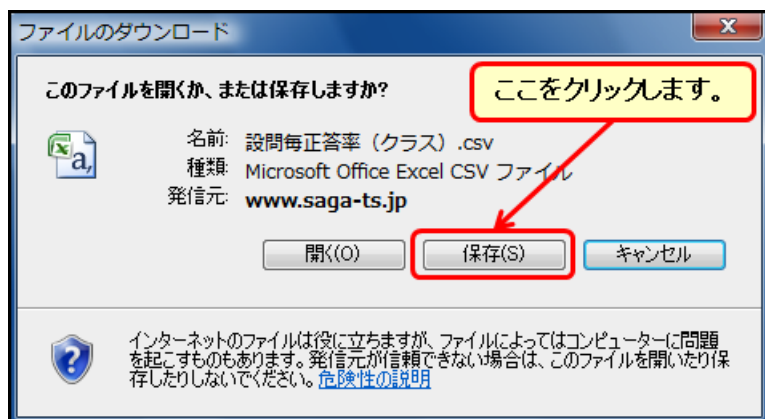 ファイルのダウンロード
このファイルを開くか、または保存しますか?
ここをクリックします。
名前: 設問毎正答率（クラス）.csv
種類: Microsoft Office Excel CSV ファイル
発信元: www.saga-ts.jp
開く(O) 保存(S) キャンセル
インターネットのファイルは役に立ちますが、ファイルによってはコンピューターに問題
を起こすものもあります。発信元が信頼できない場合は、このファイルを開いたり保
存したりしないでください。危険性の説明